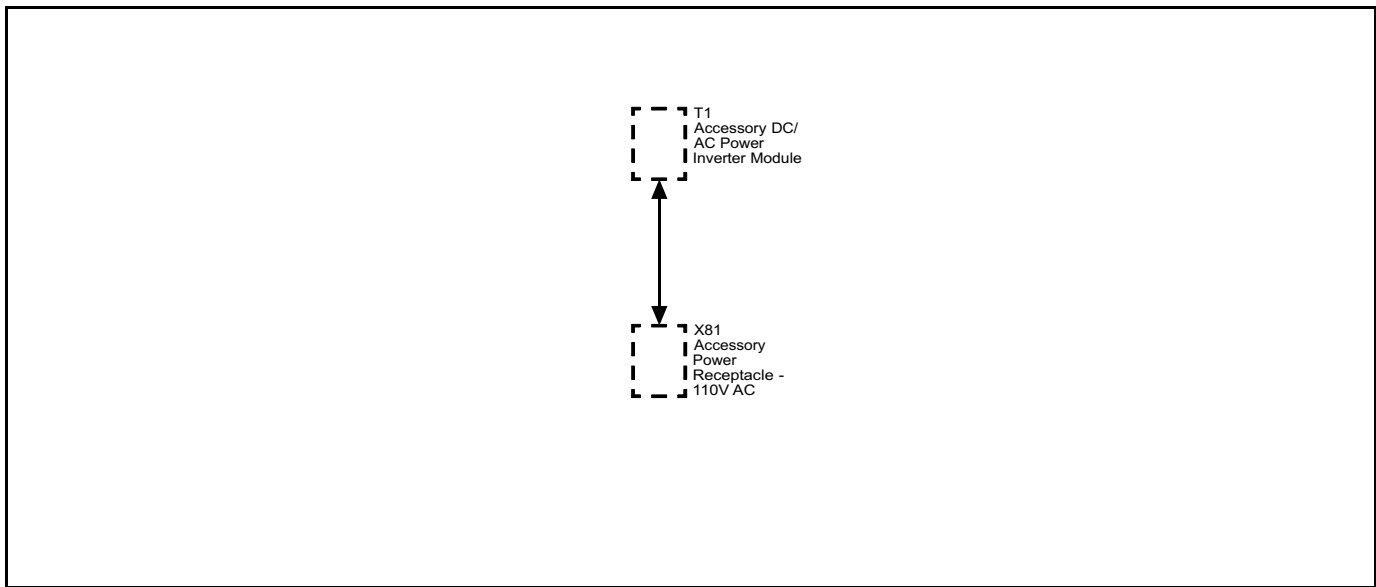 T1
Accessory DC/
AC Power
Inverter Module
X81
Accessory
Power
Receptacle -
110V AC